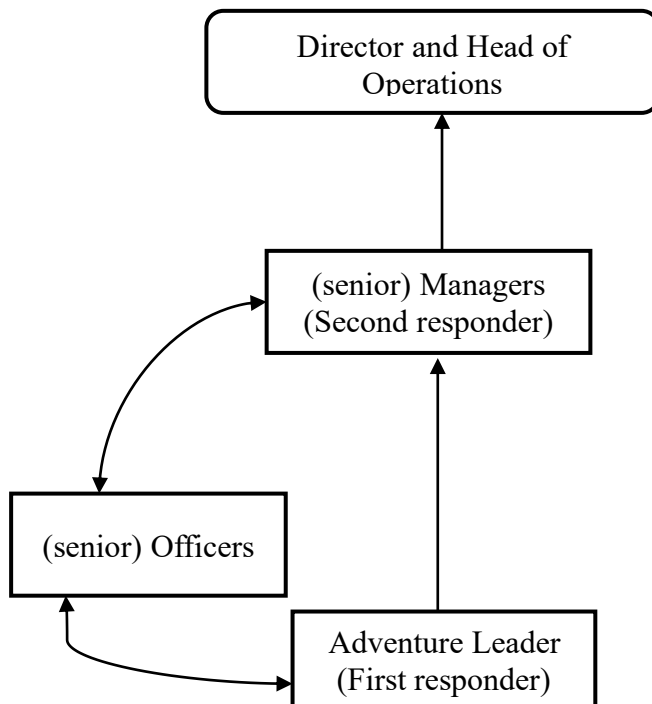 Director and Head of
Operations
(senior) Managers
(Second responder)
(senior) Officers
Adventure Leader
(First responder)